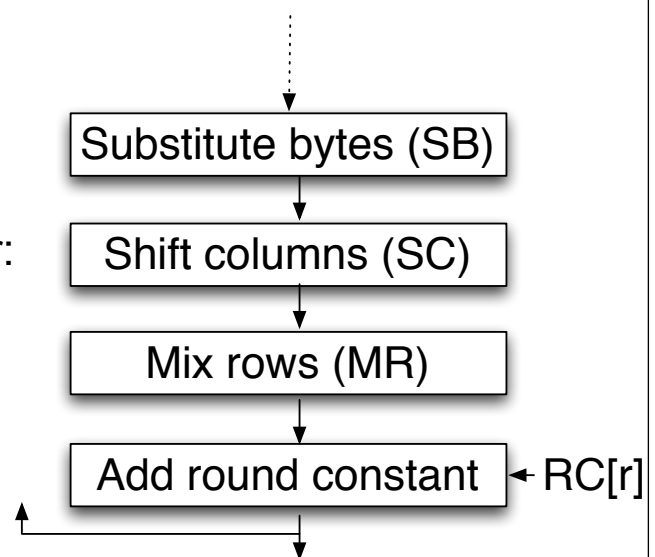 Substitute bytes (SB)
r:
Shift columns (SC)
Mix rows (MR)
Add round constant
RC[r]